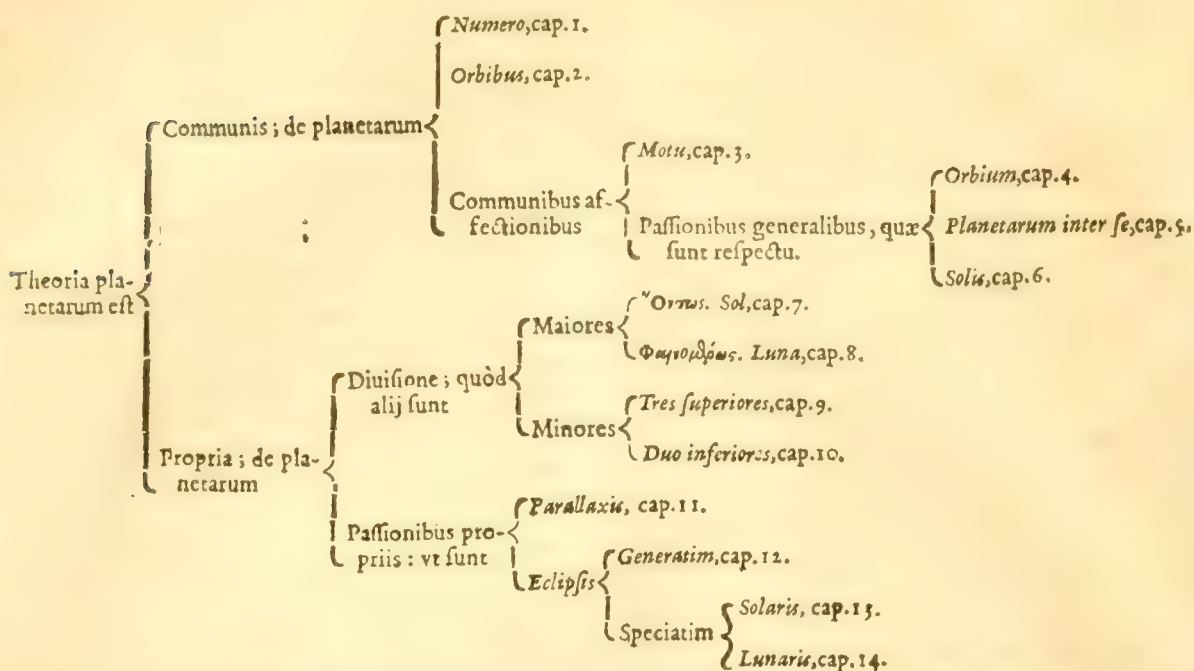 Numero,cap.1.
Orbibus,cap.2.
Communis; de planetarum
Motu,cap.3.
Communibus af-
fectionibus
Paſſionibus generalibus, quæ
ſunt reſpectu.
Orbium,cap.4.
Planetarum inter ſe,cap.5.
Solis,cap.6.
Theoria pla-
netarum eſt
Maiores
Ὄντως. Sol,cap.7.
Φαινομένως. Luna,cap.8.
Diuiſione; quòd
alij ſunt
Minores
Tres ſuperiores,cap.9.
Duo inferiores,cap.10.
Propria; de pla-
netarum
Parallaxis, cap.11.
Paſſionibus pro-
priis: vt ſunt
Eclipſis
Generatim,cap.12.
Speciatim
Solaris, cap.13.
Lunaris,cap.14.